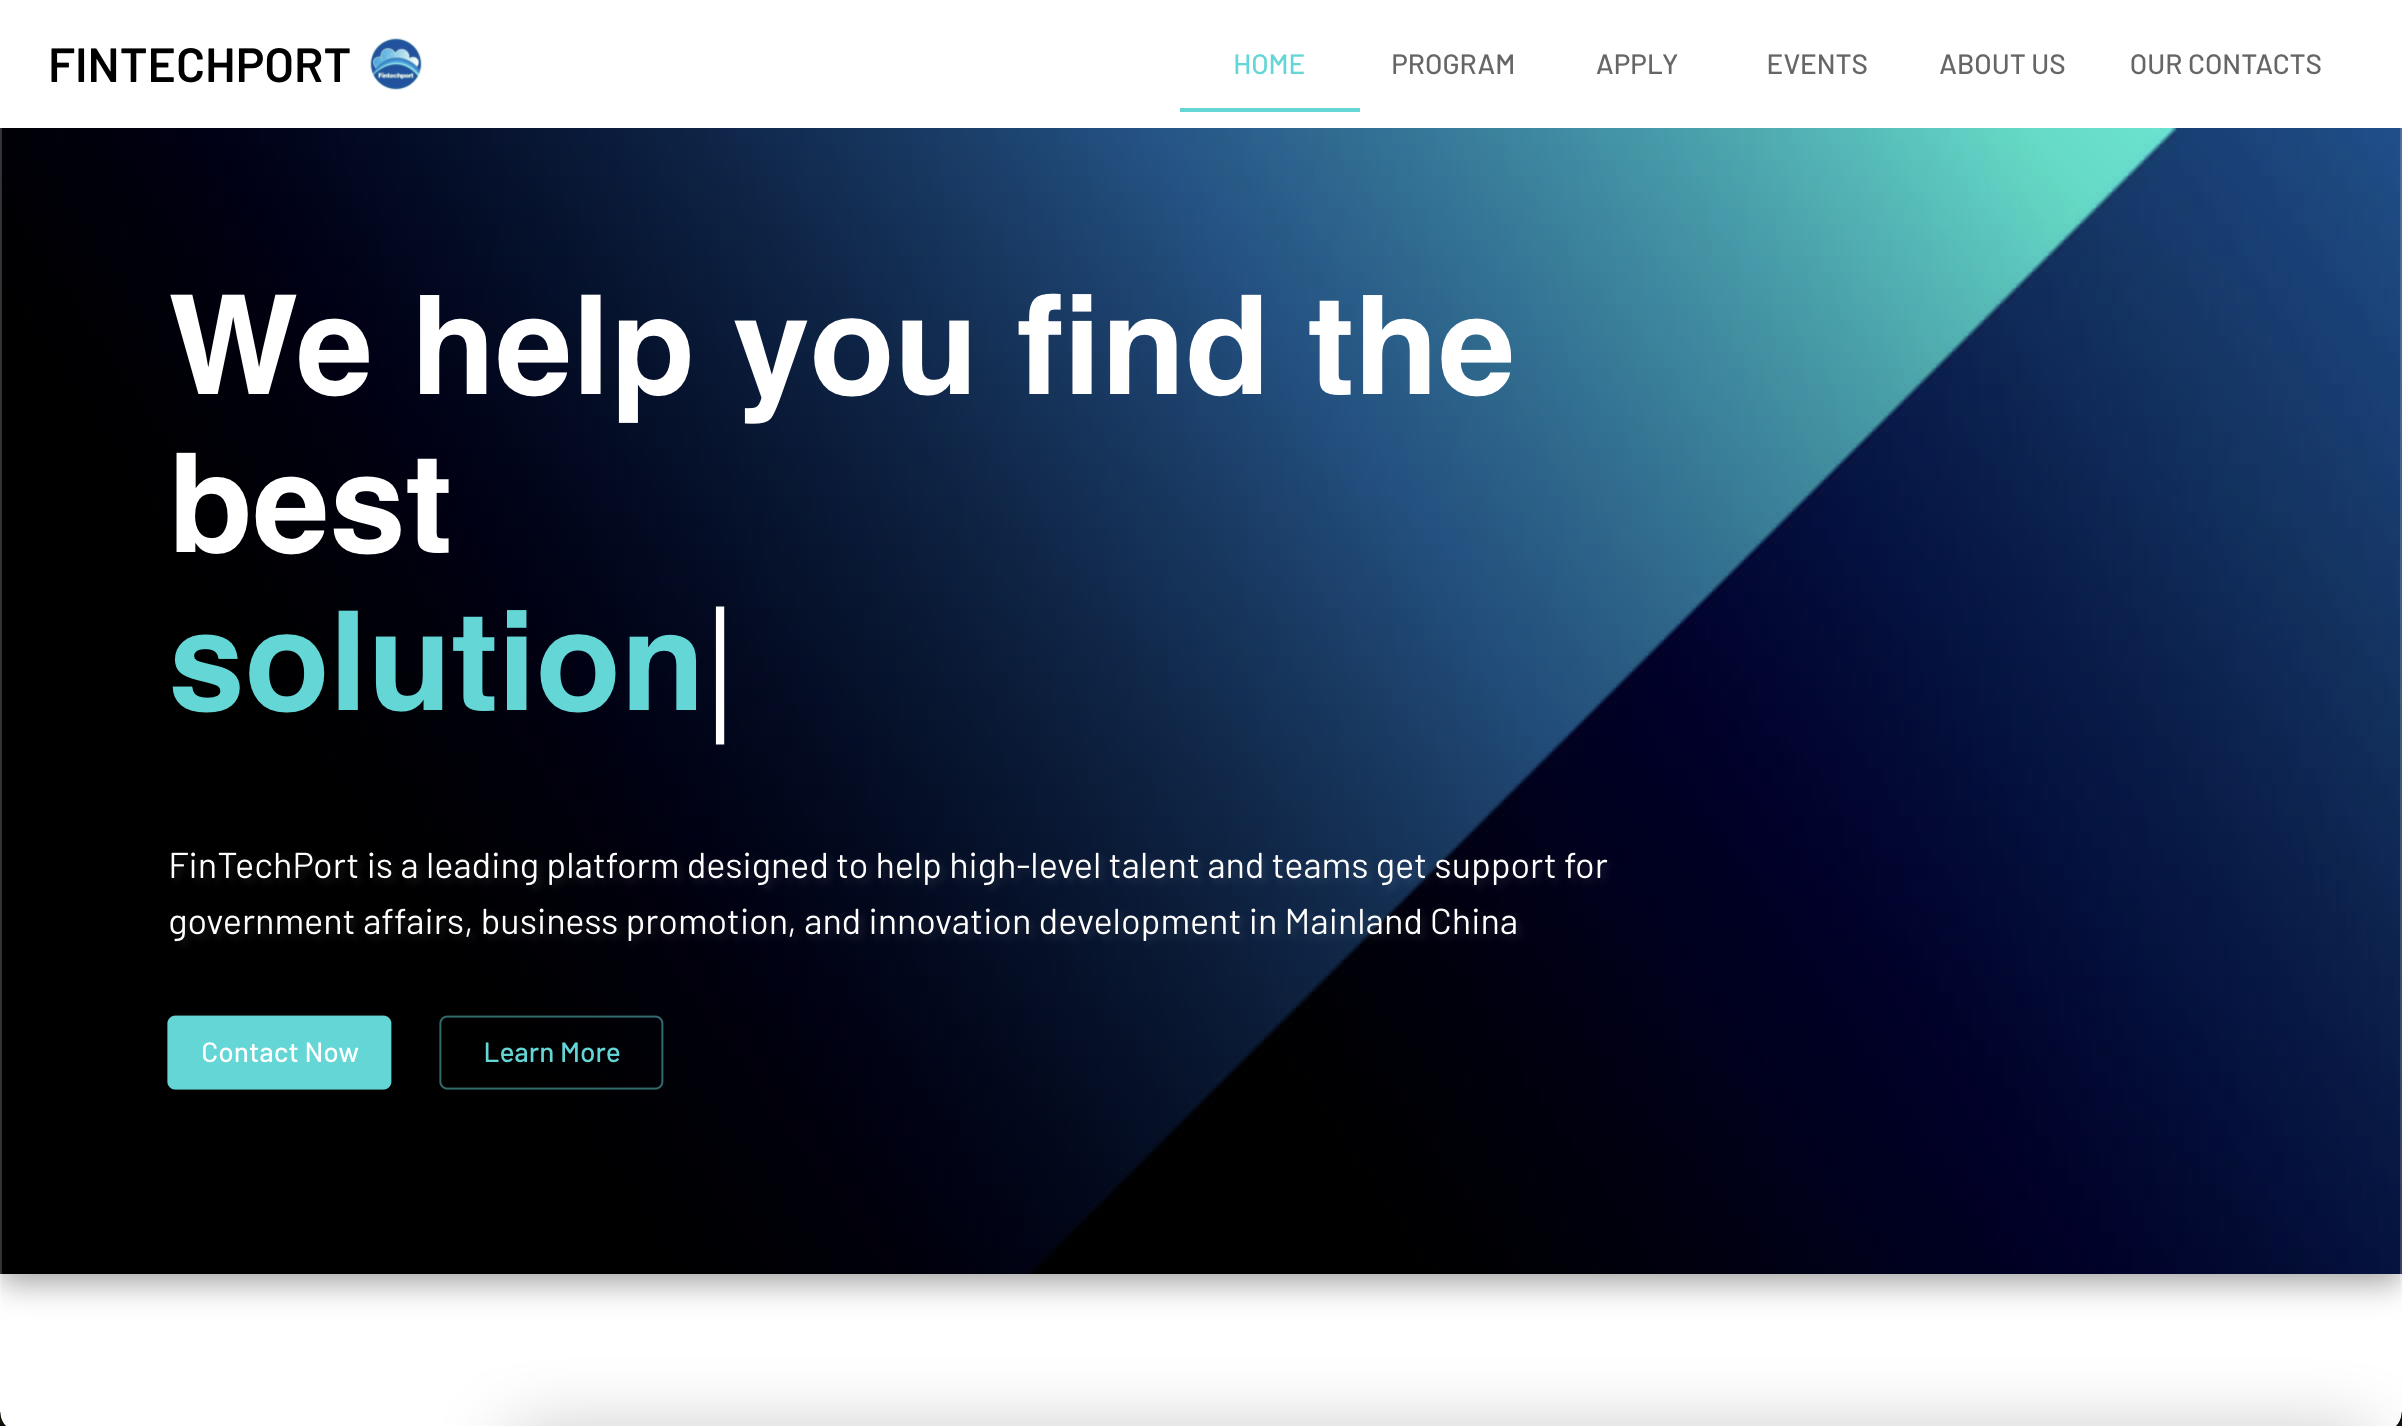 FINTECHPORT Fintechport HOME PROGRAM APPLY EVENTS ABOUT US OUR CONTACTS
We help you find the
best
solution
FinTechPort is a leading platform designed to help high-level talent and teams get support for
government affairs, business promotion, and innovation development in Mainland China
Contact Now Learn More